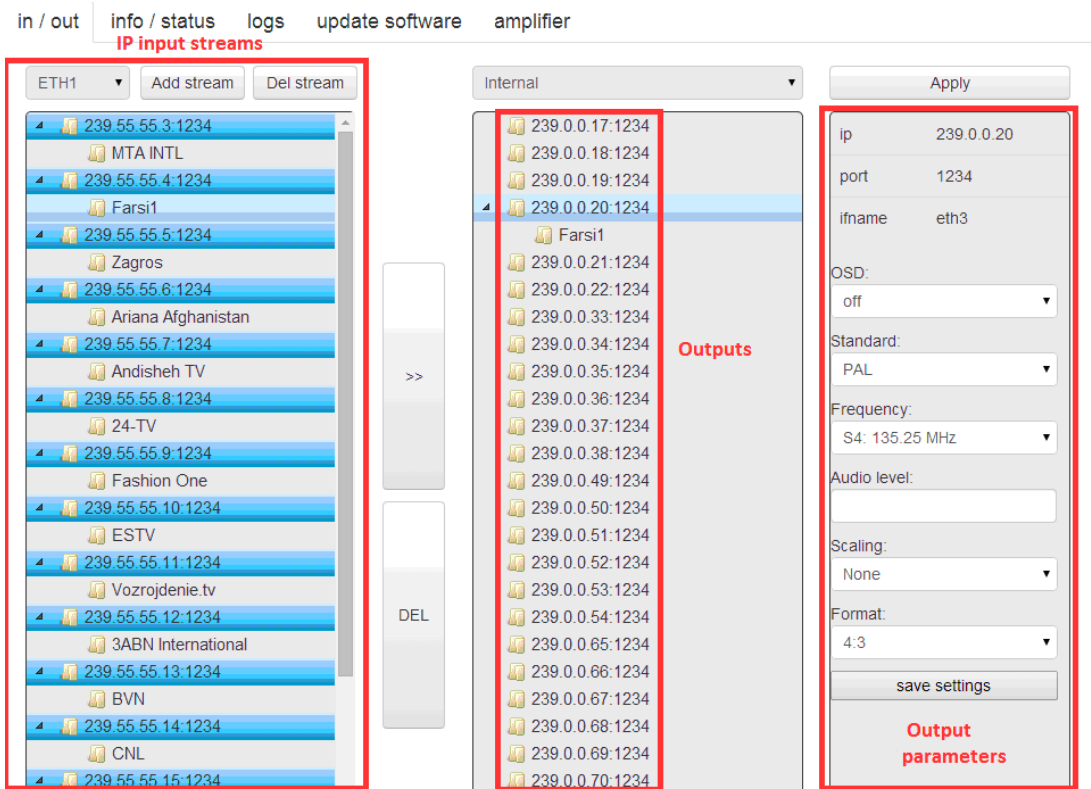 in / out info / status logs update software amplifier
IP input streams
ETH1 Add stream Del stream
239.55.55.3:1234
MTA INTL
239.55.55.4:1234
Farsi1
239.55.55.5:1234
Zagros
239.55.55.6:1234
Ariana Afghanistan
239.55.55.7:1234
Andisheh TV
239.55.55.8:1234
24-TV
239.55.55.9:1234
Fashion One
239.55.55.10:1234
ESTV
239.55.55.11:1234
Vozrojdenie.tv
239.55.55.12:1234
3ABN International
239.55.55.13:1234
BVN
239.55.55.14:1234
CNL
239.55.55.15:1234
>>
DEL
Internal
239.0.0.17:1234
239.0.0.18:1234
239.0.0.19:1234
239.0.0.20:1234
Farsi1
239.0.0.21:1234
239.0.0.22:1234
239.0.0.33:1234
239.0.0.34:1234
239.0.0.35:1234
239.0.0.36:1234
239.0.0.37:1234
239.0.0.38:1234
239.0.0.49:1234
239.0.0.50:1234
239.0.0.51:1234
239.0.0.52:1234
239.0.0.53:1234
239.0.0.54:1234
239.0.0.65:1234
239.0.0.66:1234
239.0.0.67:1234
239.0.0.68:1234
239.0.0.69:1234
239.0.0.70:1234
Outputs
Apply
ip 239.0.0.20
port 1234
ifname eth3
OSD:
off
Standard:
PAL
Frequency:
S4: 135.25 MHz
Audio level:
Scaling:
None
Format:
4:3
save settings
Output
parameters